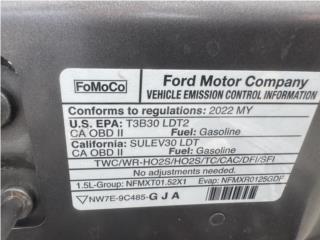 FoMoCo
Ford Motor Company
VEHICLE EMISSION CONTROL INFORMATION
Conforms to regulations: 2022 MY
U.S. EPA: T3B30 LDT2
CA OBD II Fuel: Gasoline
California: SULEV30 LDT
CA OBD II Fuel: Gasoline
TWC/WR-HO2S/HO2S/TC/CAC/DFI/SFI
No adjustments needed.
1.5L-Group: NFMXT01.52X1 Evap: NFMXR0125GDF
NW7E-9C485-GJA